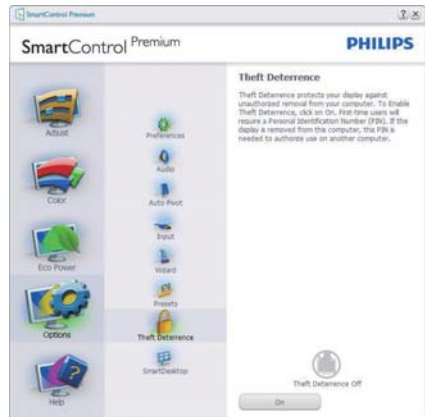 SmartControl Premium
? x
SmartControl Premium
PHILIPS
Adjust
Color
Eco Power
Options
Help
Preferences
Audio
Auto Pivot
Input
Wizard
Presets
Theft Deterrence
SmartDesktop
Theft Deterrence
Theft Deterrence protects your display against
unauthorized removal from your computer. To Enable
Theft Deterrence, click on On. First-time users will
require a Personal Identification Number (PIN). If the
display is removed from this computer, this PIN is
needed to authorize use on another computer.
Theft Deterrence Off
On